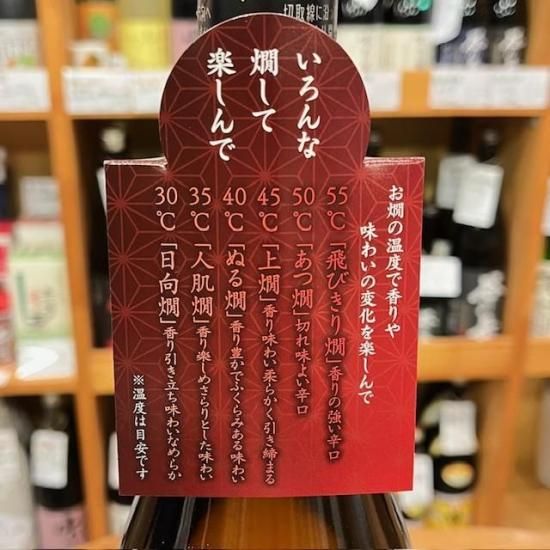 切取線に沿
いろんな
燗して
楽しんで
お燗の温度で香りや
味わいの変化を楽しんで
55℃「飛びきり燗」香りの強い辛口
50℃「あつ燗」切れ味よい辛口
45℃「上燗」香り味わい柔らかく引き締まる
40℃「ぬる燗」香り豊かでふくらみある味わい
35℃「人肌燗」香り楽しめさらりとした味わい
30℃「日向燗」香り引き立ち味わいなめらか
※温度は目安です